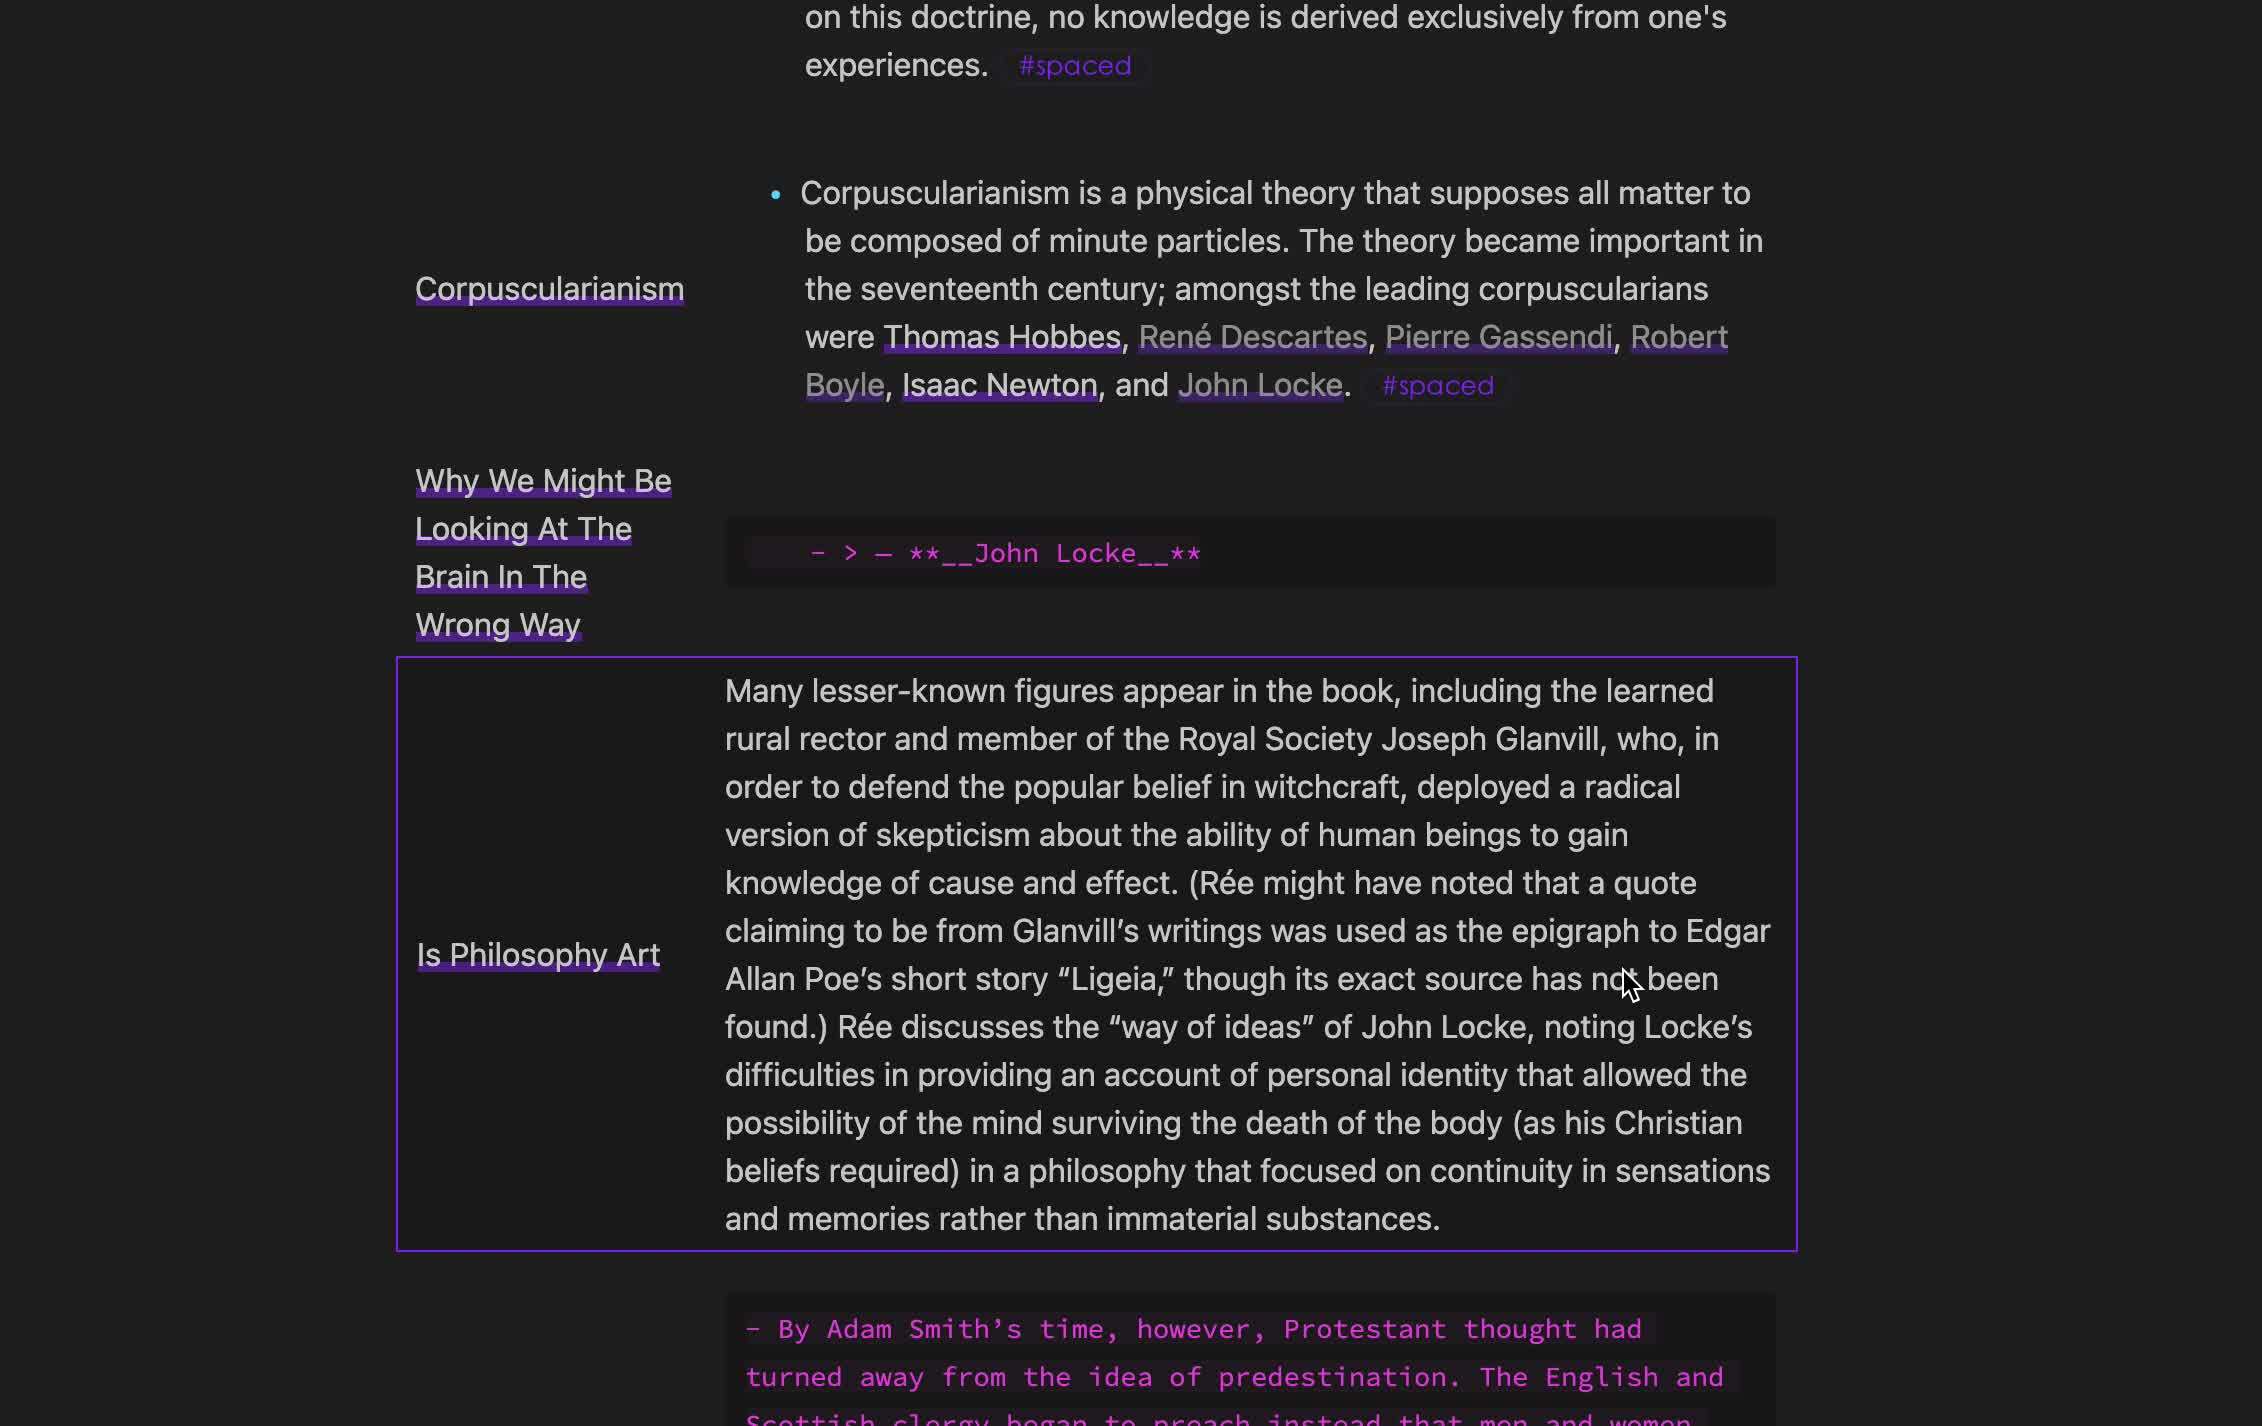 on this doctrine, no knowledge is derived exclusively from one's
experiences. #spaced
Corpuscularianism
• Corpuscularianism is a physical theory that supposes all matter to
be composed of minute particles. The theory became important in
the seventeenth century; amongst the leading corpuscularians
were Thomas Hobbes, René Descartes, Pierre Gassendi, Robert
Boyle, Isaac Newton, and John Locke. #spaced
Why We Might Be
Looking At The
Brain In The
Wrong Way
- > — **__John Locke__**
Is Philosophy Art
Many lesser-known figures appear in the book, including the learned
rural rector and member of the Royal Society Joseph Glanvill, who, in
order to defend the popular belief in witchcraft, deployed a radical
version of skepticism about the ability of human beings to gain
knowledge of cause and effect. (Rée might have noted that a quote
claiming to be from Glanvill’s writings was used as the epigraph to Edgar
Allan Poe’s short story “Ligeia,” though its exact source has not been
found.) Rée discusses the “way of ideas” of John Locke, noting Locke’s
difficulties in providing an account of personal identity that allowed the
possibility of the mind surviving the death of the body (as his Christian
beliefs required) in a philosophy that focused on continuity in sensations
and memories rather than immaterial substances.
- By Adam Smith’s time, however, Protestant thought had
turned away from the idea of predestination. The English and
Scottish clergy began to preach instead that men and women